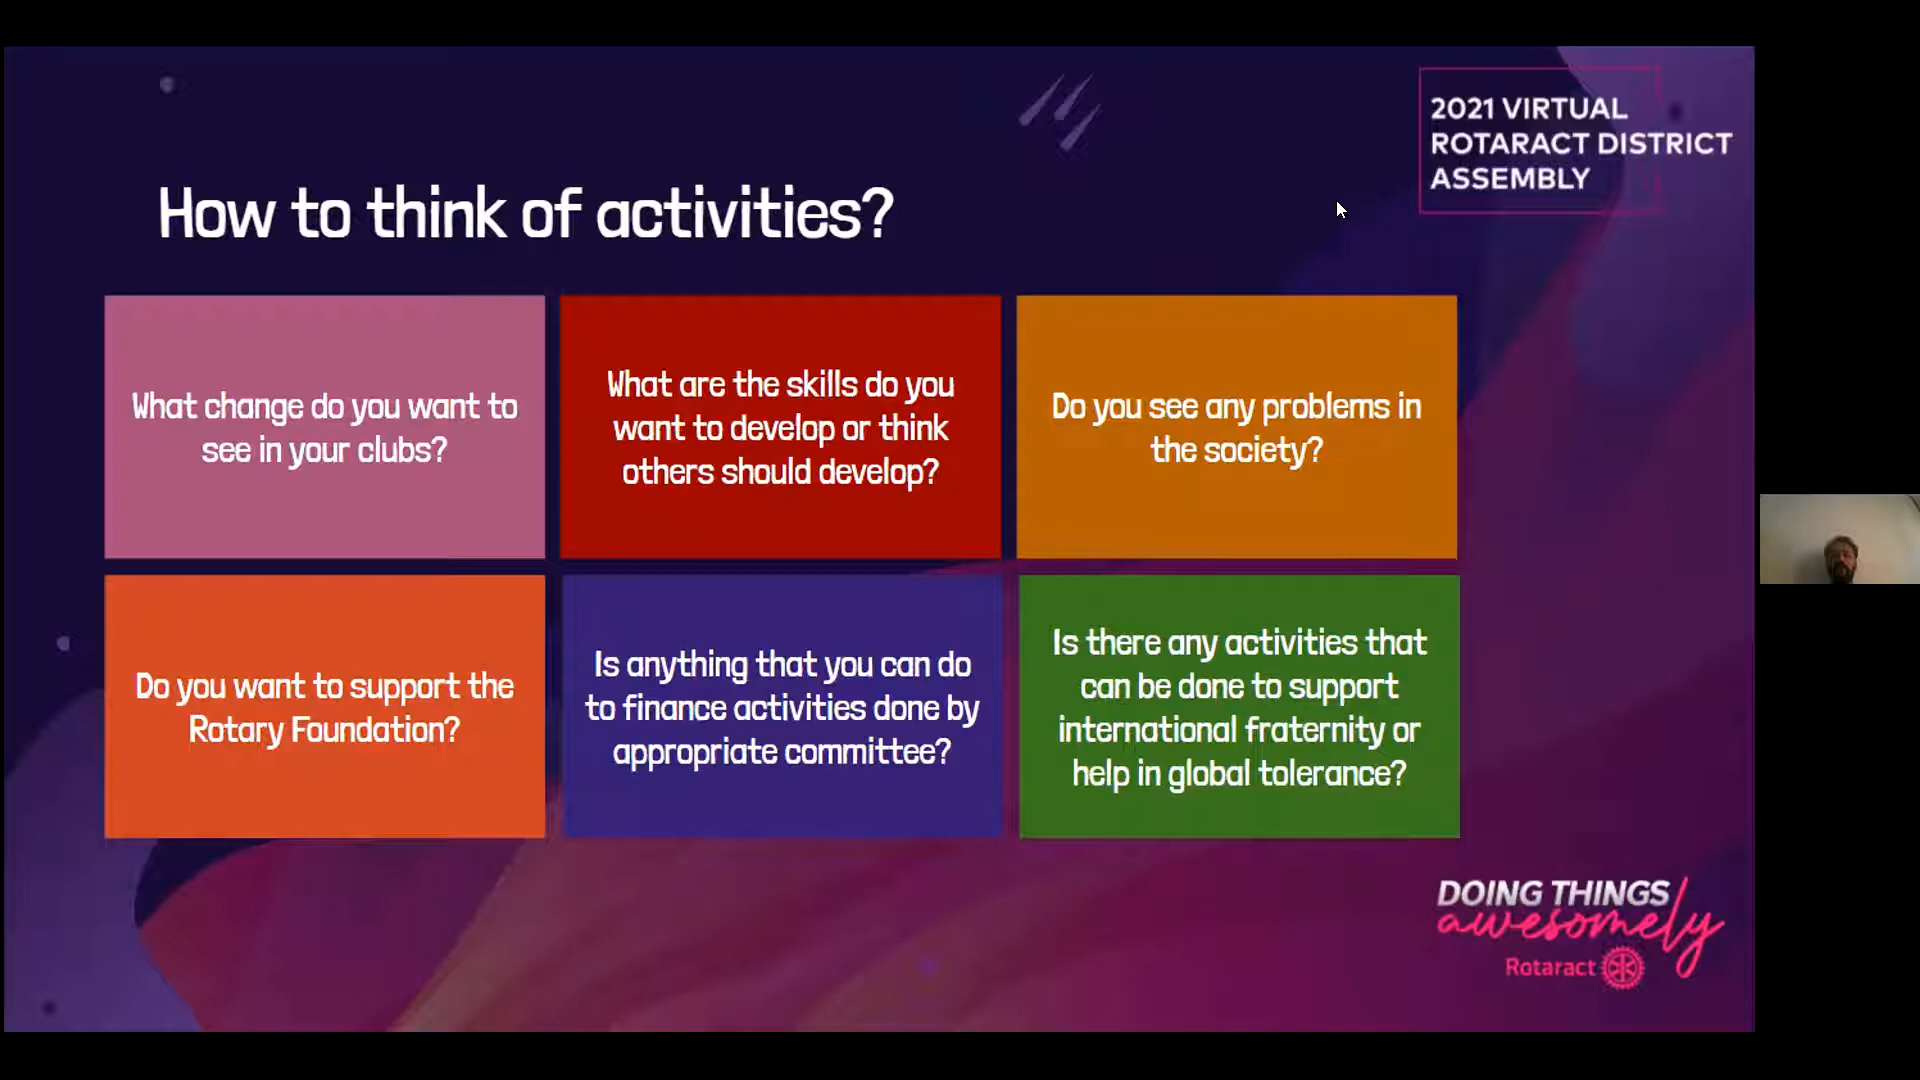 2021 VIRTUAL
ROTARACT DISTRICT
ASSEMBLY
How to think of activities?
What change do you want to
see in your clubs?
What are the skills do you
want to develop or think
others should develop?
Do you see any problems in
the society?
Do you want to support the
Rotary Foundation?
Is anything that you can do
to finance activities done by
appropriate committee?
Is there any activities that
can be done to support
international fraternity or
help in global tolerance?
DOING THINGS
awesomely
Rotaract